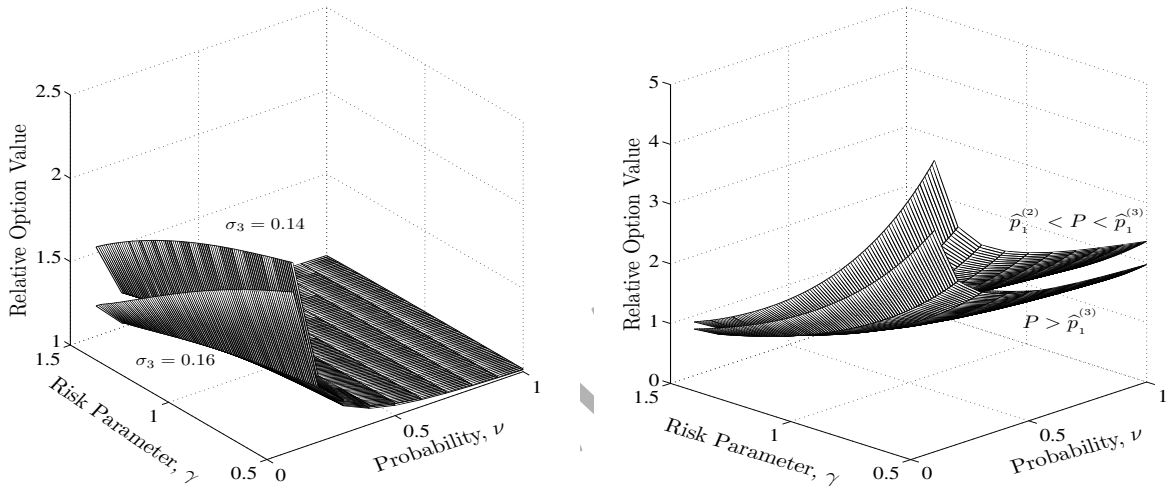 2.5
2
1.5
1
Relative Option Value
σ₃ = 0.14
σ₃ = 0.16
1.5
1
0.5
Risk Parameter, γ
0
0.5
1
Probability, ν
5
4
3
2
1
0
Relative Option Value
p̂₁⁽²⁾ < P < p̂₁⁽³⁾
P > p̂₁⁽³⁾
1.5
1
0.5
Risk Parameter, γ
0
0.5
1
Probability, ν